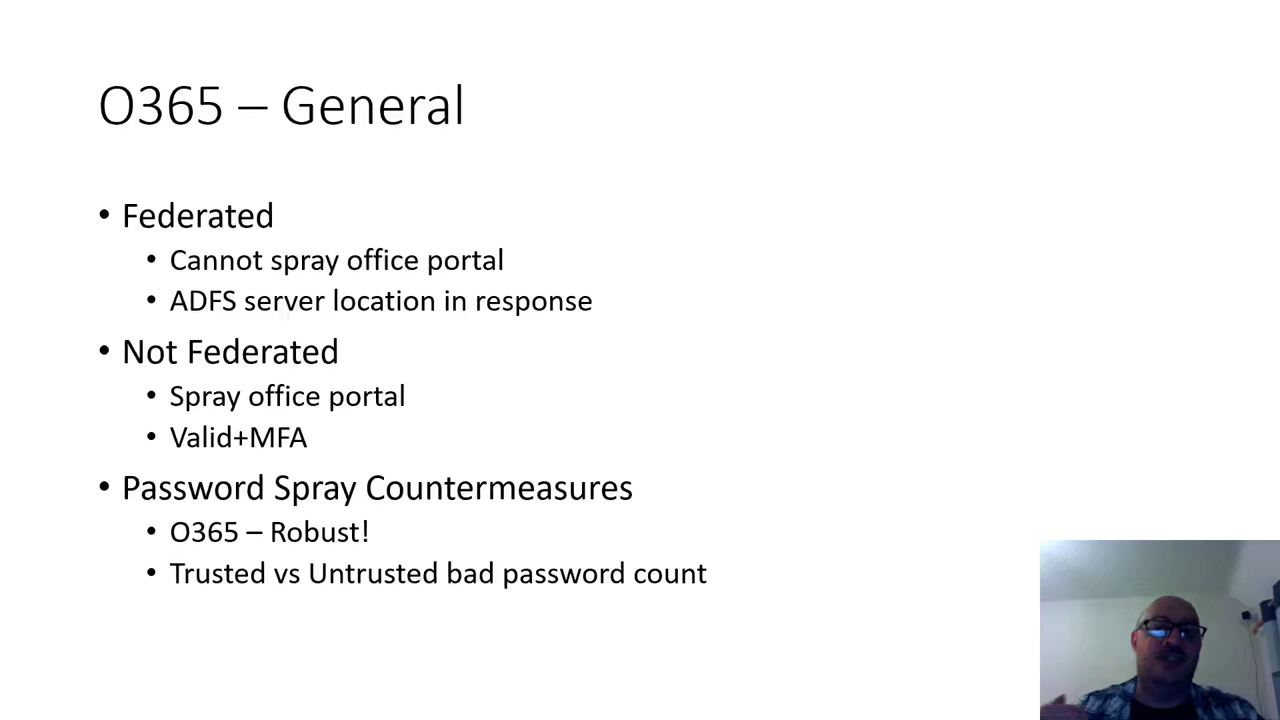 O365 – General
• Federated
• Cannot spray office portal
• ADFS server location in response
• Not Federated
• Spray office portal
• Valid+MFA
• Password Spray Countermeasures
• O365 – Robust!
• Trusted vs Untrusted bad password count